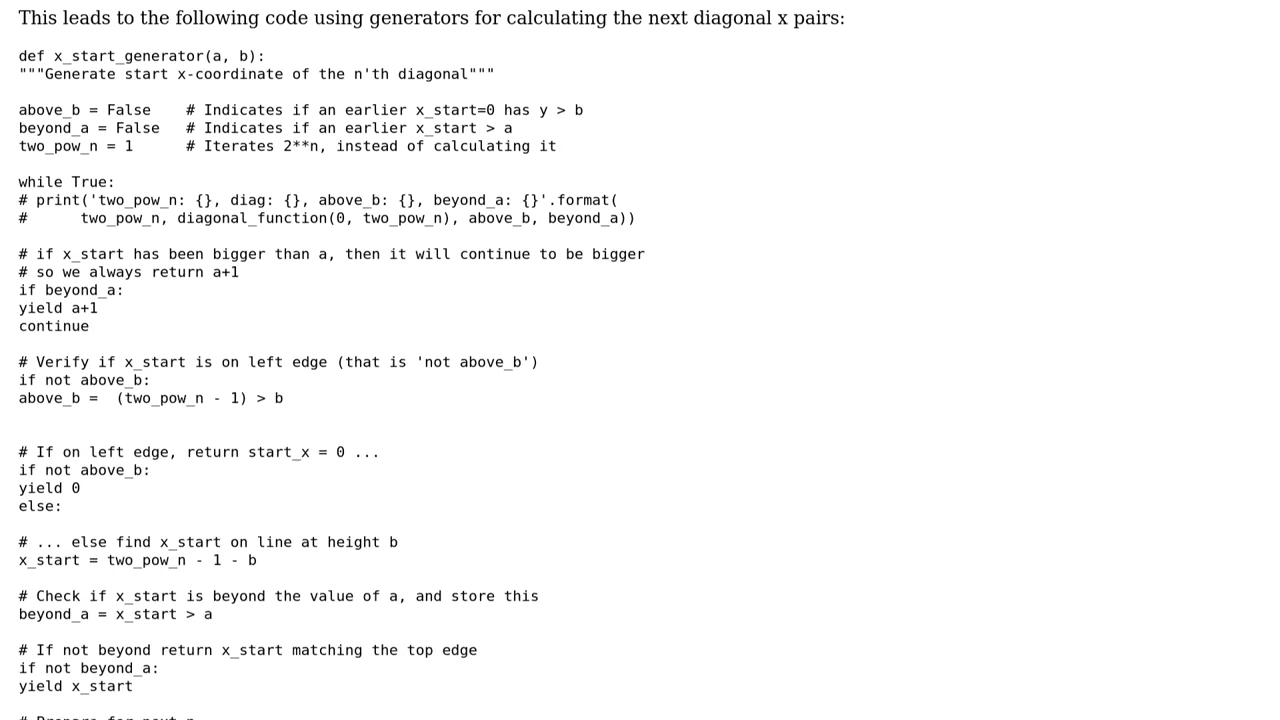 This leads to the following code using generators for calculating the next diagonal x pairs:
def x_start_generator(a, b):
"""Generate start x-coordinate of the n'th diagonal"""
above_b = False    # Indicates if an earlier x_start=0 has y > b
beyond_a = False   # Indicates if an earlier x_start > a
two_pow_n = 1      # Iterates 2**n, instead of calculating it
while True:
# print('two_pow_n: {}, diag: {}, above_b: {}, beyond_a: {}'.format(
#      two_pow_n, diagonal_function(0, two_pow_n), above_b, beyond_a))
# if x_start has been bigger than a, then it will continue to be bigger
# so we always return a+1
if beyond_a:
yield a+1
continue
# Verify if x_start is on left edge (that is 'not above_b')
if not above_b:
above_b =  (two_pow_n - 1) > b
# If on left edge, return start_x = 0 ...
if not above_b:
yield 0
else:
# ... else find x_start on line at height b
x_start = two_pow_n - 1 - b
# Check if x_start is beyond the value of a, and store this
beyond_a = x_start > a
# If not beyond return x_start matching the top edge
if not beyond_a:
yield x_start
# Prepare for next n